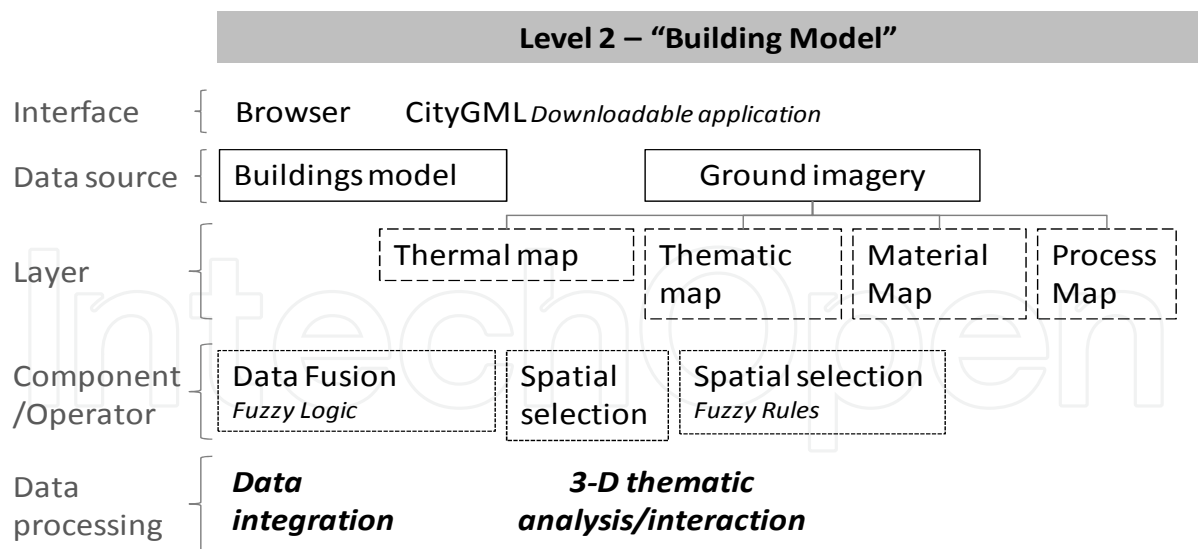 Level 2 – “Building Model”
Interface
Browser
CityGML Downloadable application
Data source
Buildings model
Ground imagery
Layer
Thermal map
Thematic
map
Material
Map
Process
Map
IntechOpen
Component
/Operator
Data Fusion
Fuzzy Logic
Spatial
selection
Spatial selection
Fuzzy Rules
Data
processing
Data
integration
3-D thematic
analysis/interaction